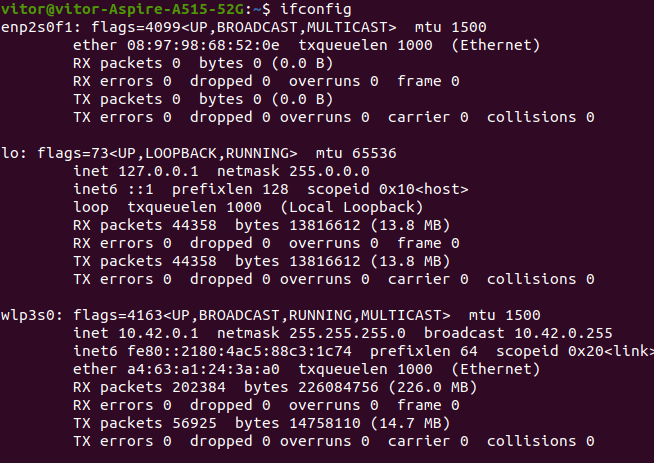 vitor@vitor-Aspire-A515-52G:~$ ifconfig
enp2s0f1: flags=4099<UP,BROADCAST,MULTICAST>  mtu 1500
        ether 08:97:98:68:52:0e  txqueuelen 1000  (Ethernet)
        RX packets 0  bytes 0 (0.0 B)
        RX errors 0  dropped 0  overruns 0  frame 0
        TX packets 0  bytes 0 (0.0 B)
        TX errors 0  dropped 0 overruns 0  carrier 0  collisions 0

lo: flags=73<UP,LOOPBACK,RUNNING>  mtu 65536
        inet 127.0.0.1  netmask 255.0.0.0
        inet6 ::1  prefixlen 128  scopeid 0x10<host>
        loop  txqueuelen 1000  (Local Loopback)
        RX packets 44358  bytes 13816612 (13.8 MB)
        RX errors 0  dropped 0  overruns 0  frame 0
        TX packets 44358  bytes 13816612 (13.8 MB)
        TX errors 0  dropped 0 overruns 0  carrier 0  collisions 0

wlp3s0: flags=4163<UP,BROADCAST,RUNNING,MULTICAST>  mtu 1500
        inet 10.42.0.1  netmask 255.255.255.0  broadcast 10.42.0.255
        inet6 fe80::2180:4ac5:88c3:1c74  prefixlen 64  scopeid 0x20<link>
        ether a4:63:a1:24:3a:a0  txqueuelen 1000  (Ethernet)
        RX packets 202384  bytes 226084756 (226.0 MB)
        RX errors 0  dropped 0  overruns 0  frame 0
        TX packets 56925  bytes 14758110 (14.7 MB)
        TX errors 0  dropped 0 overruns 0  carrier 0  collisions 0